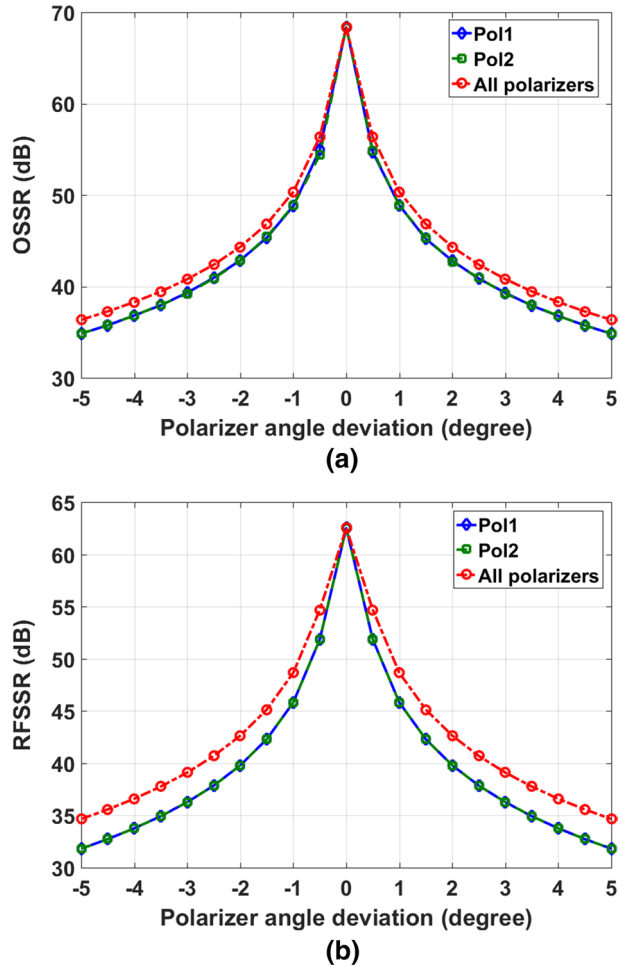 70
60
50
40
30
OSSR (dB)
Pol1
Pol2
All polarizers
-5 -4 -3 -2 -1 0 1 2 3 4 5
Polarizer angle deviation (degree)
(a)
65
60
55
50
45
40
35
30
RFSSR (dB)
Pol1
Pol2
All polarizers
-5 -4 -3 -2 -1 0 1 2 3 4 5
Polarizer angle deviation (degree)
(b)